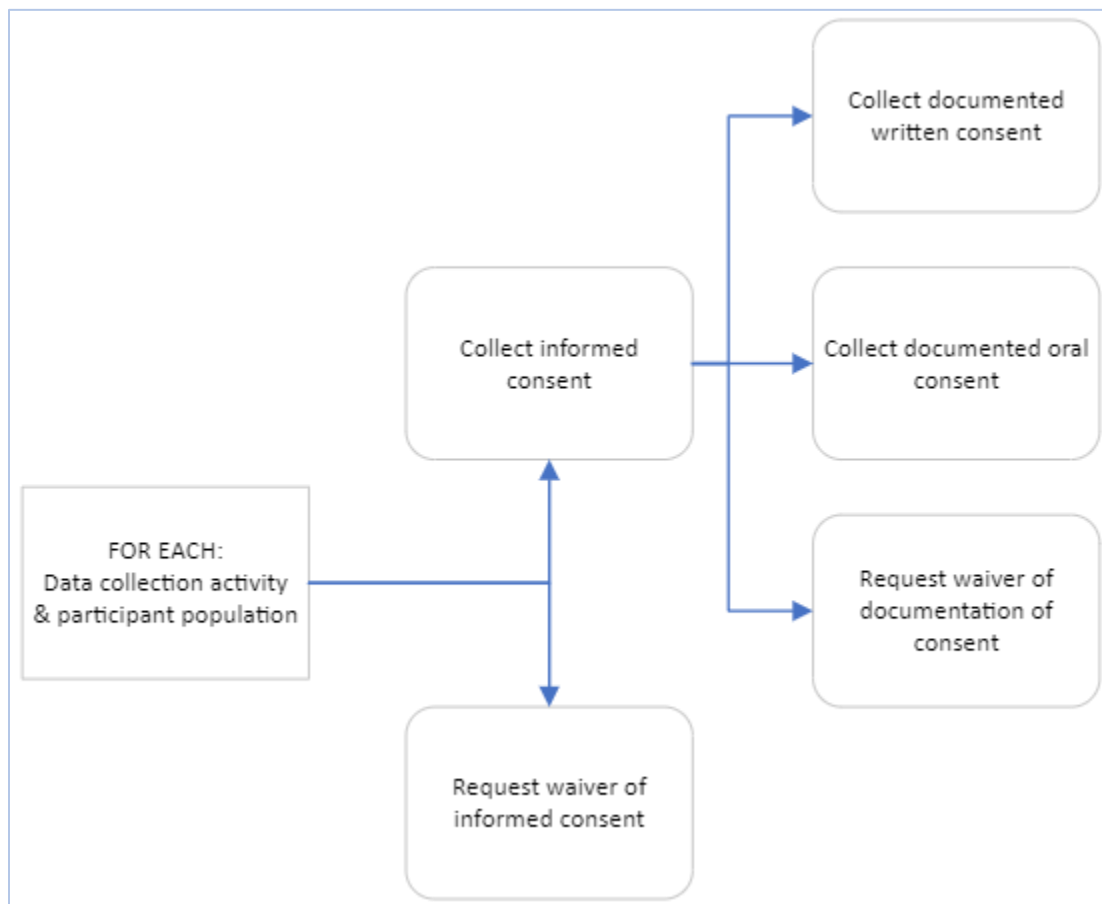 Collect documented
written consent
Collect informed
consent
Collect documented oral
consent
FOR EACH:
Data collection activity
& participant population
Request waiver of
documentation of
consent
Request waiver of
informed consent